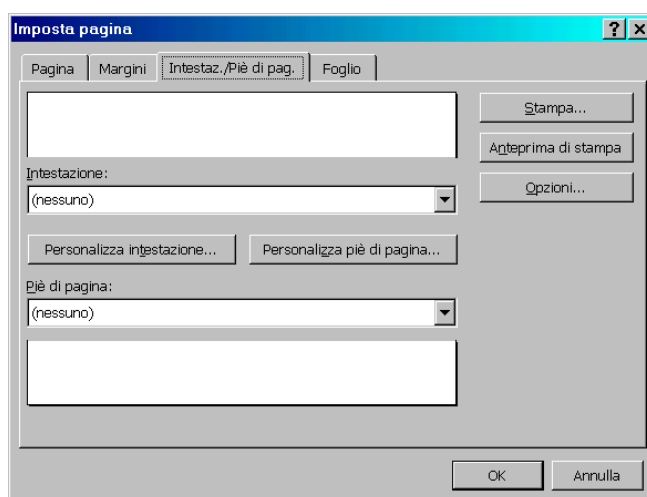 Imposta pagina
Pagina Margini Intestaz./Piè di pag. Foglio
Stampa...
Anteprima di stampa
Intestazione:
(nessuno)
Opzioni...
Personalizza intestazione... Personalizza piè di pagina...
Piè di pagina:
(nessuno)
OK Annulla